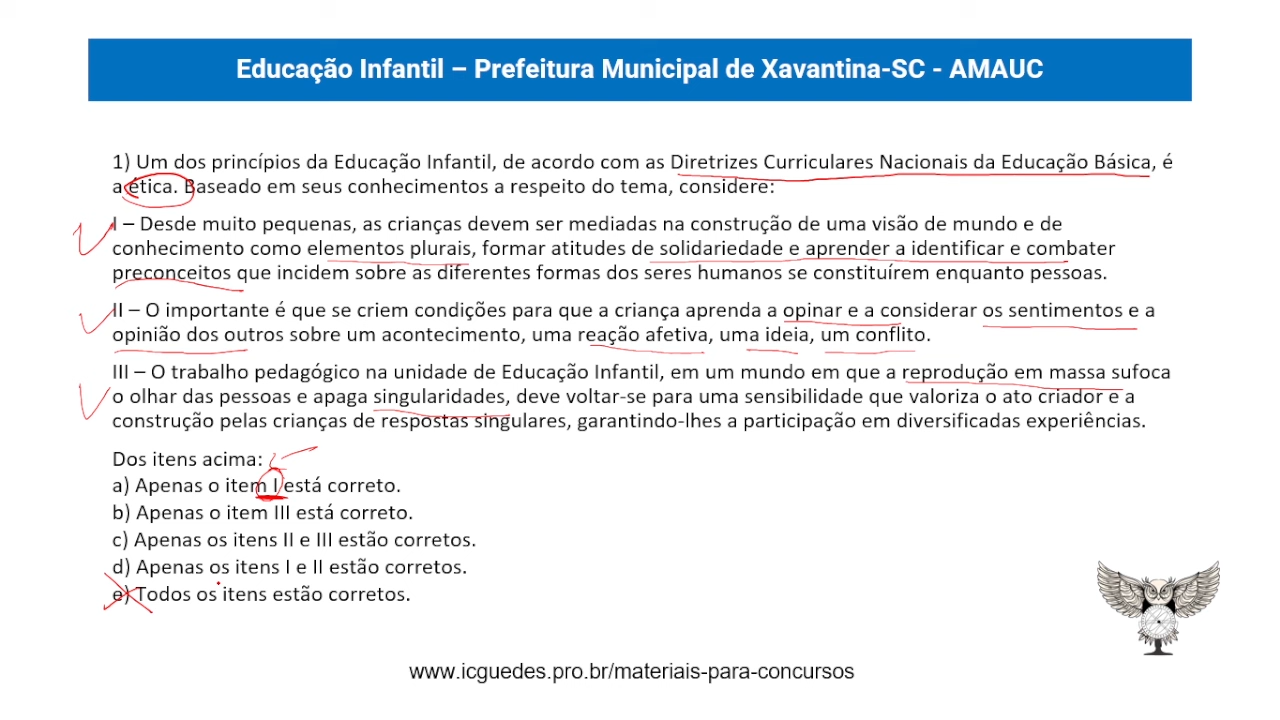 Educação Infantil – Prefeitura Municipal de Xavantina-SC - AMAUC
1) Um dos princípios da Educação Infantil, de acordo com as Diretrizes Curriculares Nacionais da Educação Básica, é
a ética. Baseado em seus conhecimentos a respeito do tema, considere:
I – Desde muito pequenas, as crianças devem ser mediadas na construção de uma visão de mundo e de
conhecimento como elementos plurais, formar atitudes de solidariedade e aprender a identificar e combater
preconceitos que incidem sobre as diferentes formas dos seres humanos se constituírem enquanto pessoas.
II – O importante é que se criem condições para que a criança aprenda a opinar e a considerar os sentimentos e a
opinião dos outros sobre um acontecimento, uma reação afetiva, uma ideia, um conflito.
III – O trabalho pedagógico na unidade de Educação Infantil, em um mundo em que a reprodução em massa sufoca
o olhar das pessoas e apaga singularidades, deve voltar-se para uma sensibilidade que valoriza o ato criador e a
construção pelas crianças de respostas singulares, garantindo-lhes a participação em diversificadas experiências.
Dos itens acima:
a) Apenas o item I está correto.
b) Apenas o item III está correto.
c) Apenas os itens II e III estão corretos.
d) Apenas os itens I e II estão corretos.
e) Todos os itens estão corretos.
www.icguedes.pro.br/materiais-para-concursos